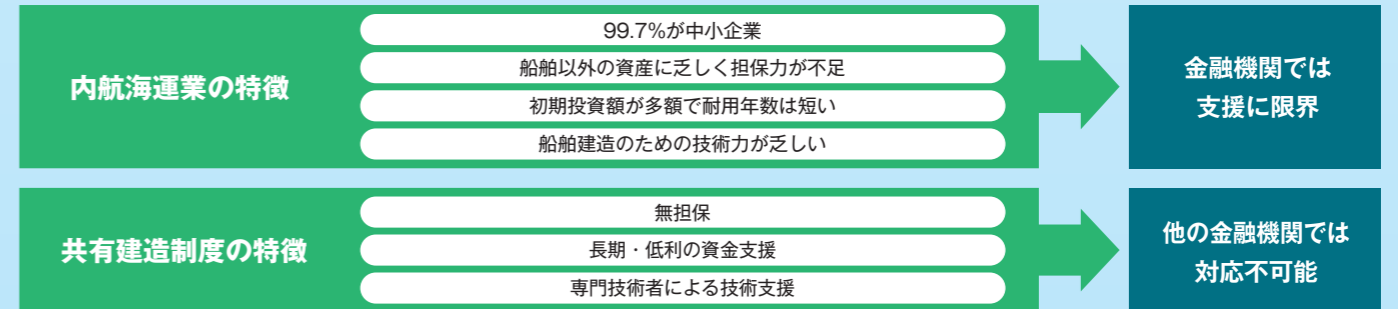 内航海運業の特徴
99.7%が中小企業
船舶以外の資産に乏しく担保力が不足
初期投資額が多額で耐用年数は短い
船舶建造のための技術力が乏しい
金融機関では
支援に限界
共有建造制度の特徴
無担保
長期・低利の資金支援
専門技術者による技術支援
他の金融機関では
対応不可能